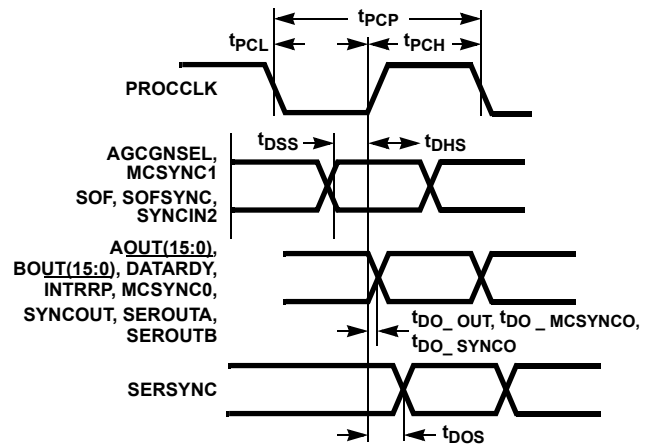 tPCP
tPCL
tPCH
PROCCLK
tDSS
tDHS
AGCGNSEL,
MCSYNC1
SOF, SOFSYNC,
SYNCIN2
AOUT(15:0),
BOUT(15:0), DATARDY,
INTRRP, MCSYNC0,
SYNCOUT, SEROUTA,
SEROUTB
tDO_OUT, tDO_MCSYNCO,
tDO_SYNCO
SERSYNC
tDOS